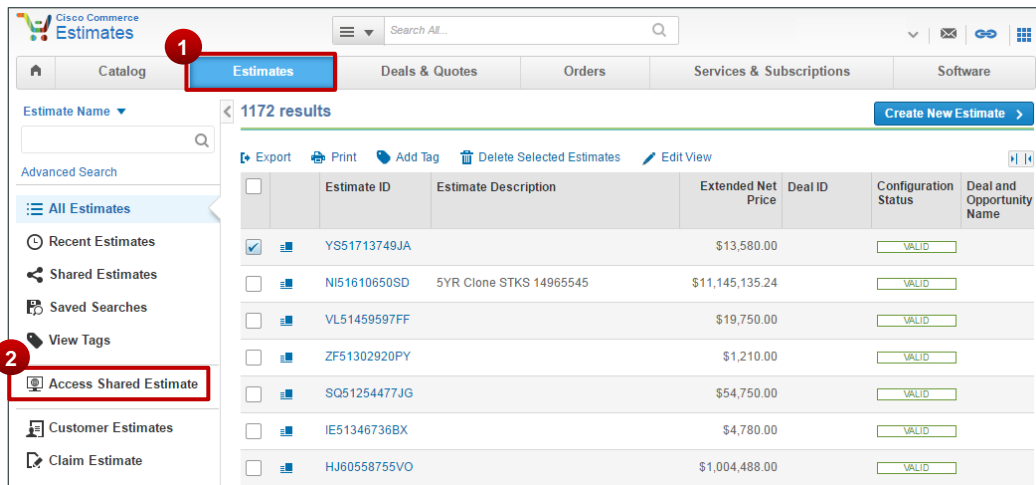 Cisco Commerce
Estimates
Search All...
1
Catalog
Estimates
Deals & Quotes
Orders
Services & Subscriptions
Software
Estimate Name
1172 results
Create New Estimate
Advanced Search
Export Print Add Tag Delete Selected Estimates Edit View
All Estimates
Recent Estimates
Shared Estimates
Saved Searches
View Tags
2
Access Shared Estimate
Customer Estimates
Claim Estimate
Estimate ID Estimate Description Extended Net Price Deal ID Configuration Status Deal and Opportunity Name
YS51713749JA $13,580.00 VALID
NI51610650SD 5YR Clone STKS 14965545 $11,145,135.24 VALID
VL51459597FF $19,750.00 VALID
ZF51302920PY $1,210.00 VALID
SQ51254477JG $54,750.00 VALID
IE51346736BX $4,780.00 VALID
HJ60558755VO $1,004,488.00 VALID